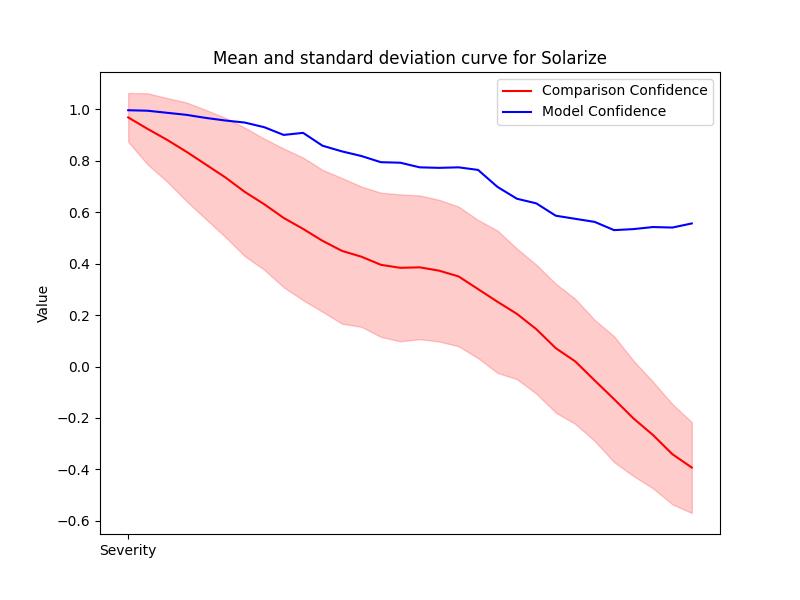 Mean and standard deviation curve for Solarize
Comparison Confidence
Model Confidence
1.0
0.8
0.6
0.4
0.2
0.0
−0.2
−0.4
−0.6
Value
Severity